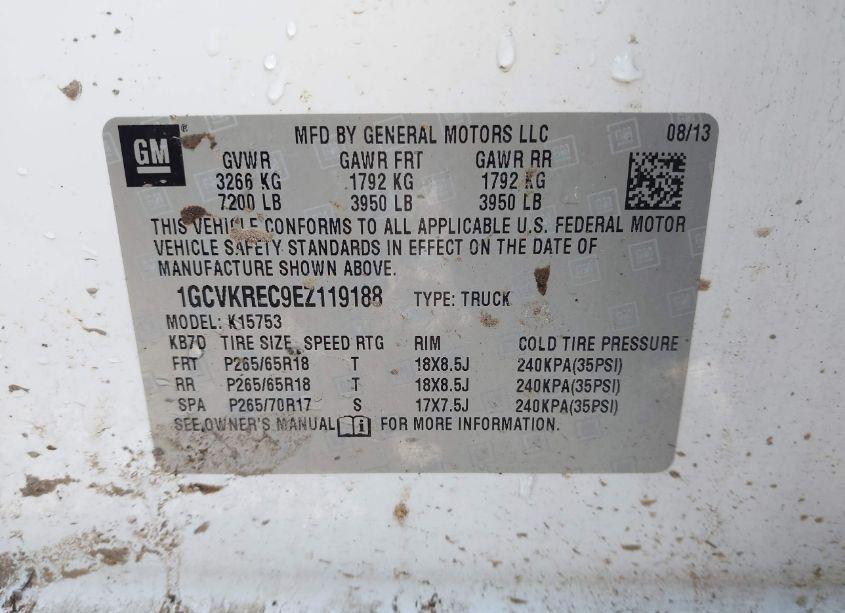 GM ® MFD BY GENERAL MOTORS LLC 08/13
GVWR GAWR FRT GAWR RR
3266 KG 1792 KG 1792 KG
7200 LB 3950 LB 3950 LB
THIS VEHICLE CONFORMS TO ALL APPLICABLE U.S. FEDERAL MOTOR
VEHICLE SAFETY STANDARDS IN EFFECT ON THE DATE OF
MANUFACTURE SHOWN ABOVE.
1GCVKREC9EZ119188 TYPE: TRUCK
MODEL: K15753
KB7D TIRE SIZE SPEED RTG RIM COLD TIRE PRESSURE
FRT P265/65R18 T 18X8.5J 240KPA(35PSI)
RR P265/65R18 T 18X8.5J 240KPA(35PSI)
SPA P265/70R17 S 17X7.5J 240KPA(35PSI)
SEE OWNER'S MANUAL FOR MORE INFORMATION.